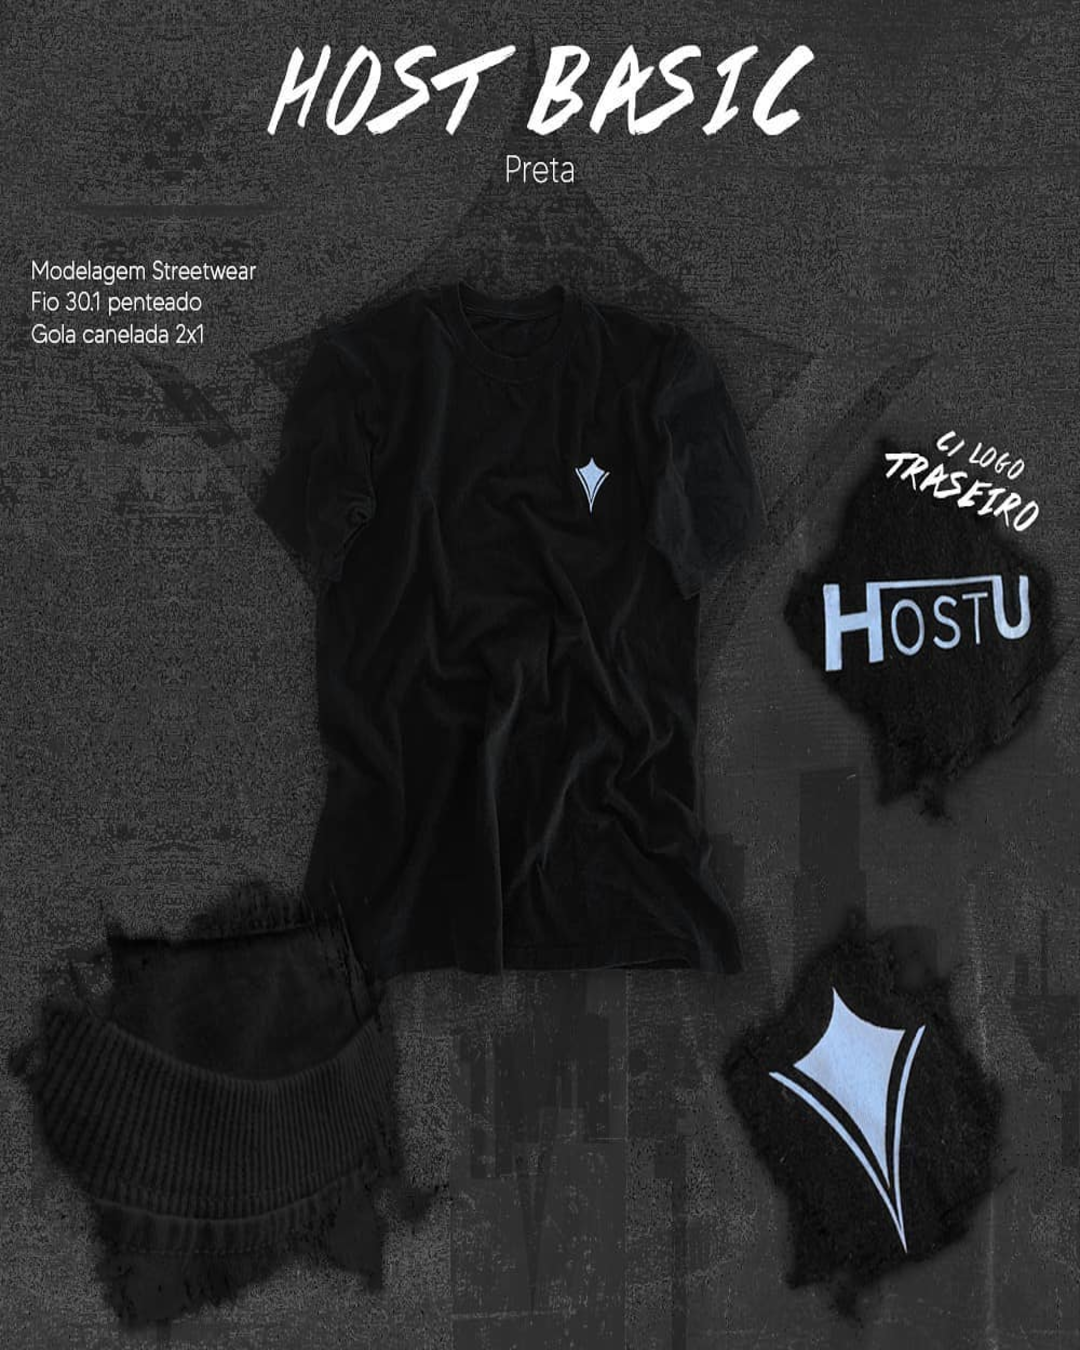 HOST BASIC
Preta
Modelagem Streetwear
Fio 30.1 penteado
Gola canelada 2x1
C/ LOGO
TRASEIRO
HOSTU